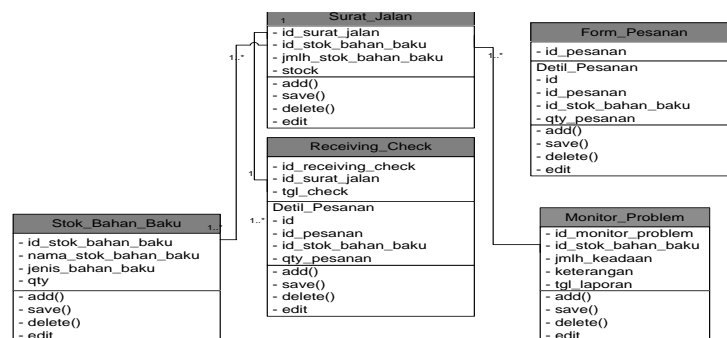 Surat_Jalan
1
- id_surat_jalan
- id_stok_bahan_baku
- jmlh_stok_bahan_baku
- stock
- add()
- save()
- delete()
- edit
1..*
1..*
Form_Pesanan
- id_pesanan
Detil_Pesanan
- id
- id_pesanan
- id_stok_bahan_baku
- qty_pesanan
- add()
- save()
- delete()
- edit
Receiving_Check
- id_receiving_check
- id_surat_jalan
- tgl_check
1
1..*
Detil_Pesanan
- id
- id_pesanan
- id_stok_bahan_baku
- qty_pesanan
- add()
- save()
- delete()
- edit
Stok_Bahan_Baku
1..*
- id_stok_bahan_baku
- nama_stok_bahan_baku
- jenis_bahan_baku
- qty
- add()
- save()
- delete()
- edit
Monitor_Problem
- id_monitor_problem
- id_stok_bahan_baku
- jmlh_keadaan
- keterangan
- tgl_laporan
- add()
- save()
- delete()
- edit